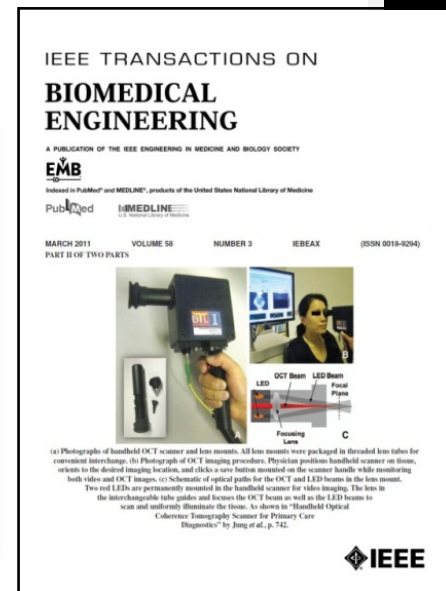 IEEE TRANSACTIONS ON
BIOMEDICAL
ENGINEERING
A PUBLICATION OF THE IEEE ENGINEERING IN MEDICINE AND BIOLOGY SOCIETY
EMB
Indexed in PubMed® and MEDLINE®, products of the United States National Library of Medicine
PubMed MEDLINE
U.S. National Library of Medicine
MARCH 2011 VOLUME 58 NUMBER 3 IEBEAX (ISSN 0018-9294)
PART II OF TWO PARTS
A
B
OCT Beam LED Beam Focal
LED Plane
Focusing
Lens C
(a) Photographs of handheld OCT scanner and lens mounts. All lens mounts were packaged in threaded lens tubes for
convenient interchange. (b) Photograph of OCT imaging procedure. Physician positions handheld scanner on tissue,
orients to the desired imaging location, and clicks a save button mounted on the scanner handle while monitoring
both video and OCT images. (c) Schematic of optical paths for the OCT and LED beams in the lens mount.
Two red LEDs are permanently mounted in the handheld scanner for video imaging. The lens in
the interchangeable tube guides and focuses the OCT beam as well as the LED beams to
scan and uniformly illuminate the tissue. As shown in "Handheld Optical
Coherence Tomography Scanner for Primary Care
Diagnostics" by Jung et al., p. 742.
IEEE